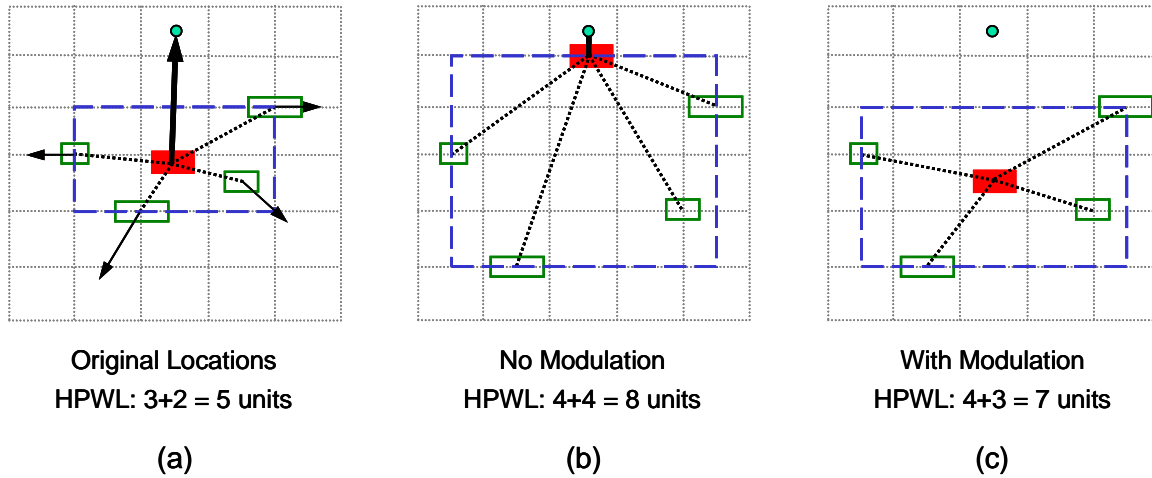 Original Locations
HPWL: 3+2 = 5 units
(a)
No Modulation
HPWL: 4+4 = 8 units
(b)
With Modulation
HPWL: 4+3 = 7 units
(c)